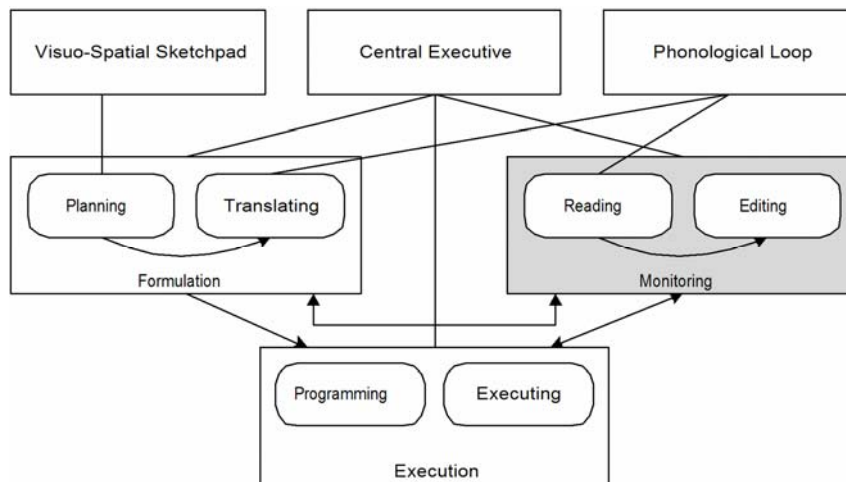 Visuo-Spatial Sketchpad
Central Executive
Phonological Loop
Planning
Translating
Formulation
Reading
Editing
Monitoring
Programming
Executing
Execution